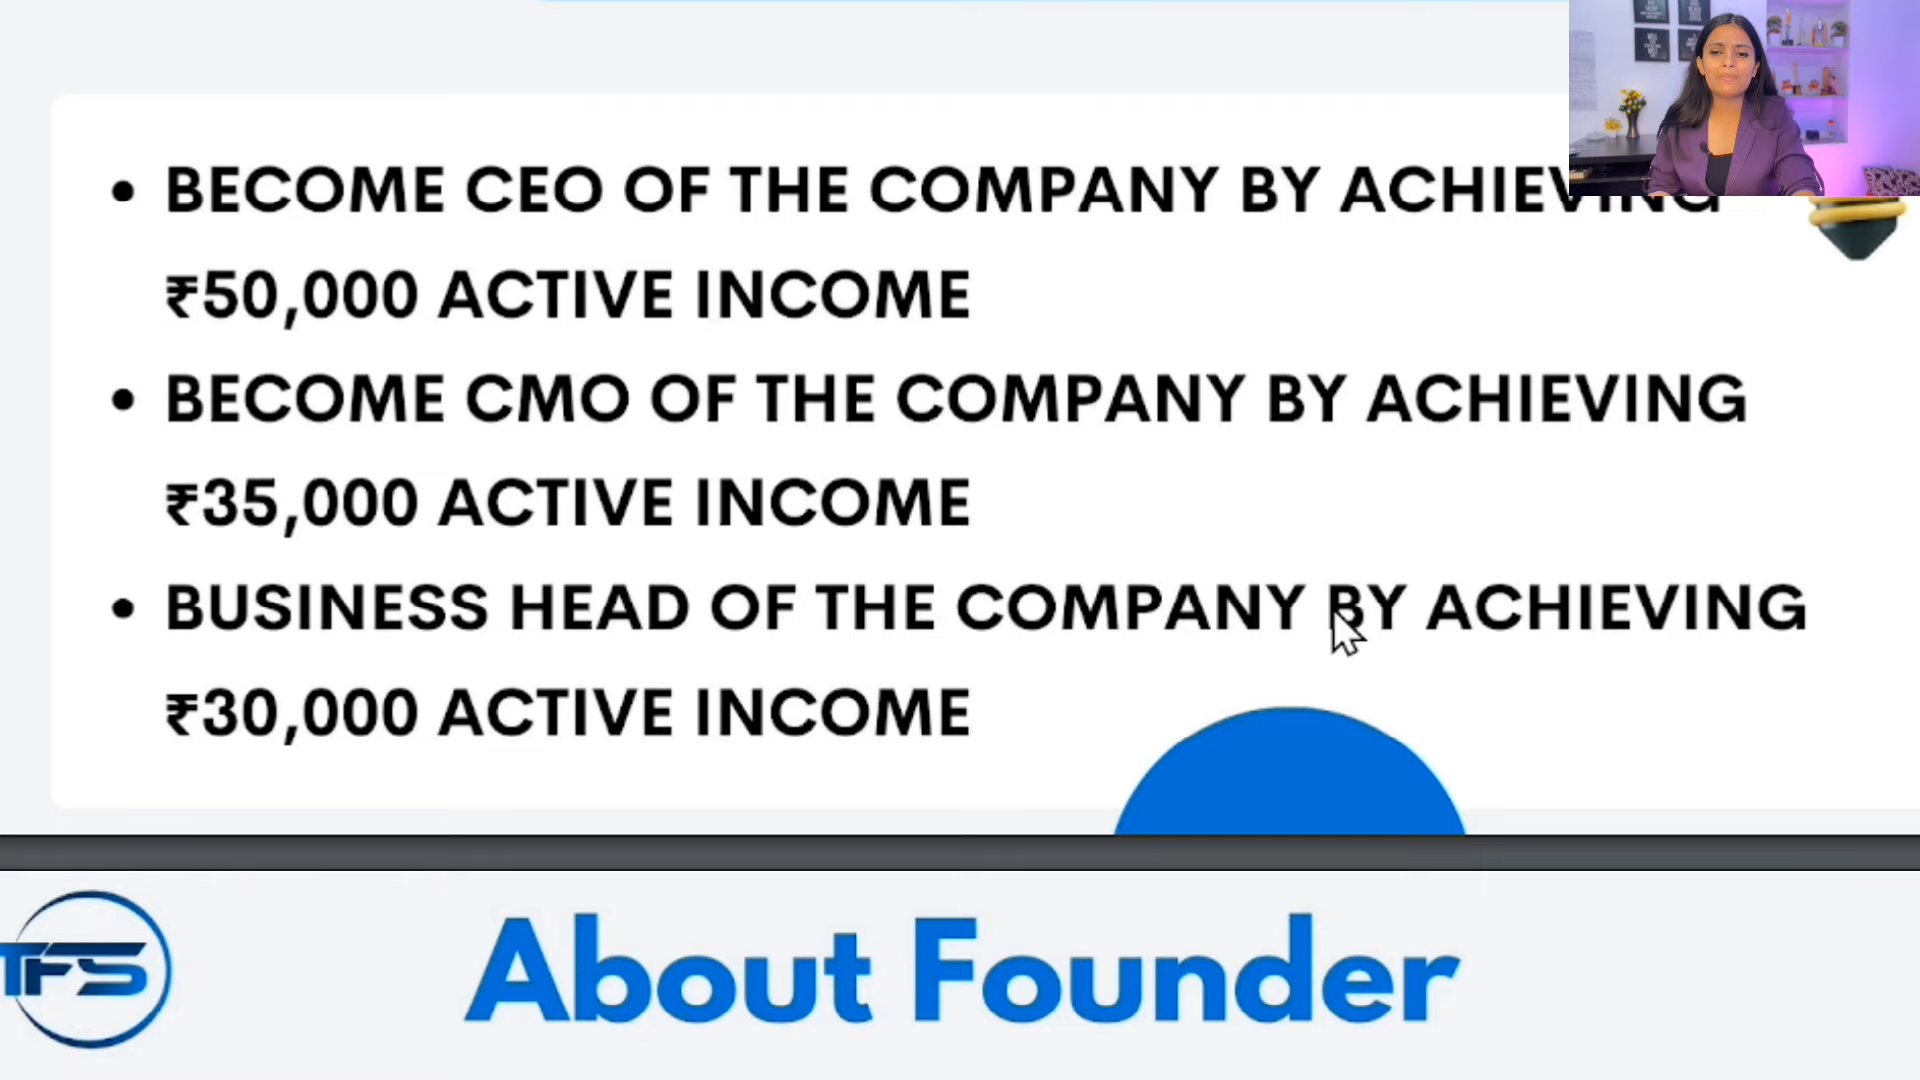 BECOME CEO OF THE COMPANY BY ACHIEVING
₹50,000 ACTIVE INCOME
BECOME CMO OF THE COMPANY BY ACHIEVING
₹35,000 ACTIVE INCOME
BUSINESS HEAD OF THE COMPANY BY ACHIEVING
₹30,000 ACTIVE INCOME
TFS
About Founder